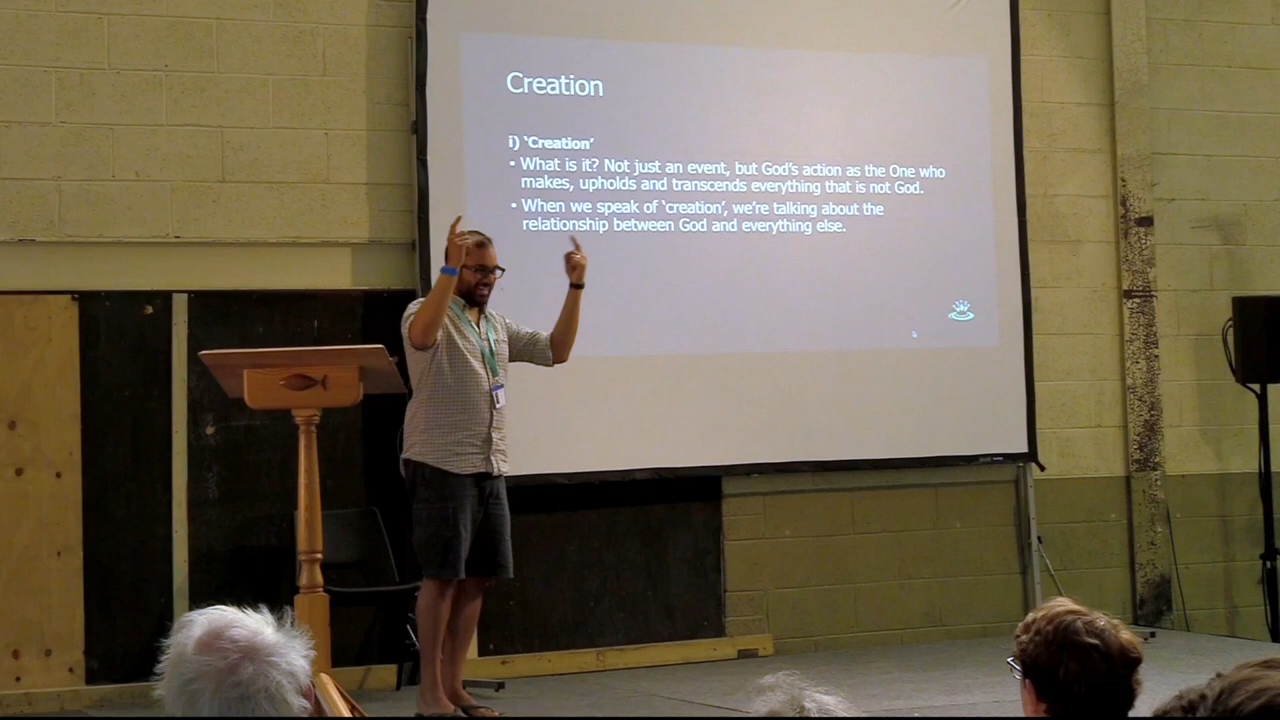 Creation
i) ‘Creation’
• What is it? Not just an event, but God’s action as the One who
makes, upholds and transcends everything that is not God.
• When we speak of ‘creation’, we’re talking about the
relationship between God and everything else.